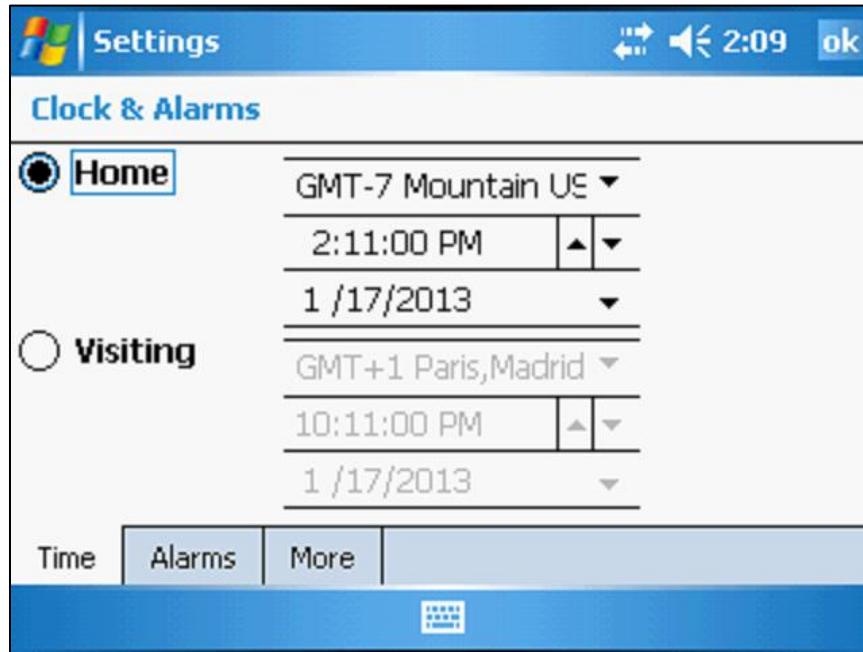 Settings 2:09 ok
Clock & Alarms
Home
GMT-7 Mountain US
2:11:00 PM
1 /17/2013
Visiting
GMT+1 Paris,Madrid
10:11:00 PM
1 /17/2013
Time Alarms More